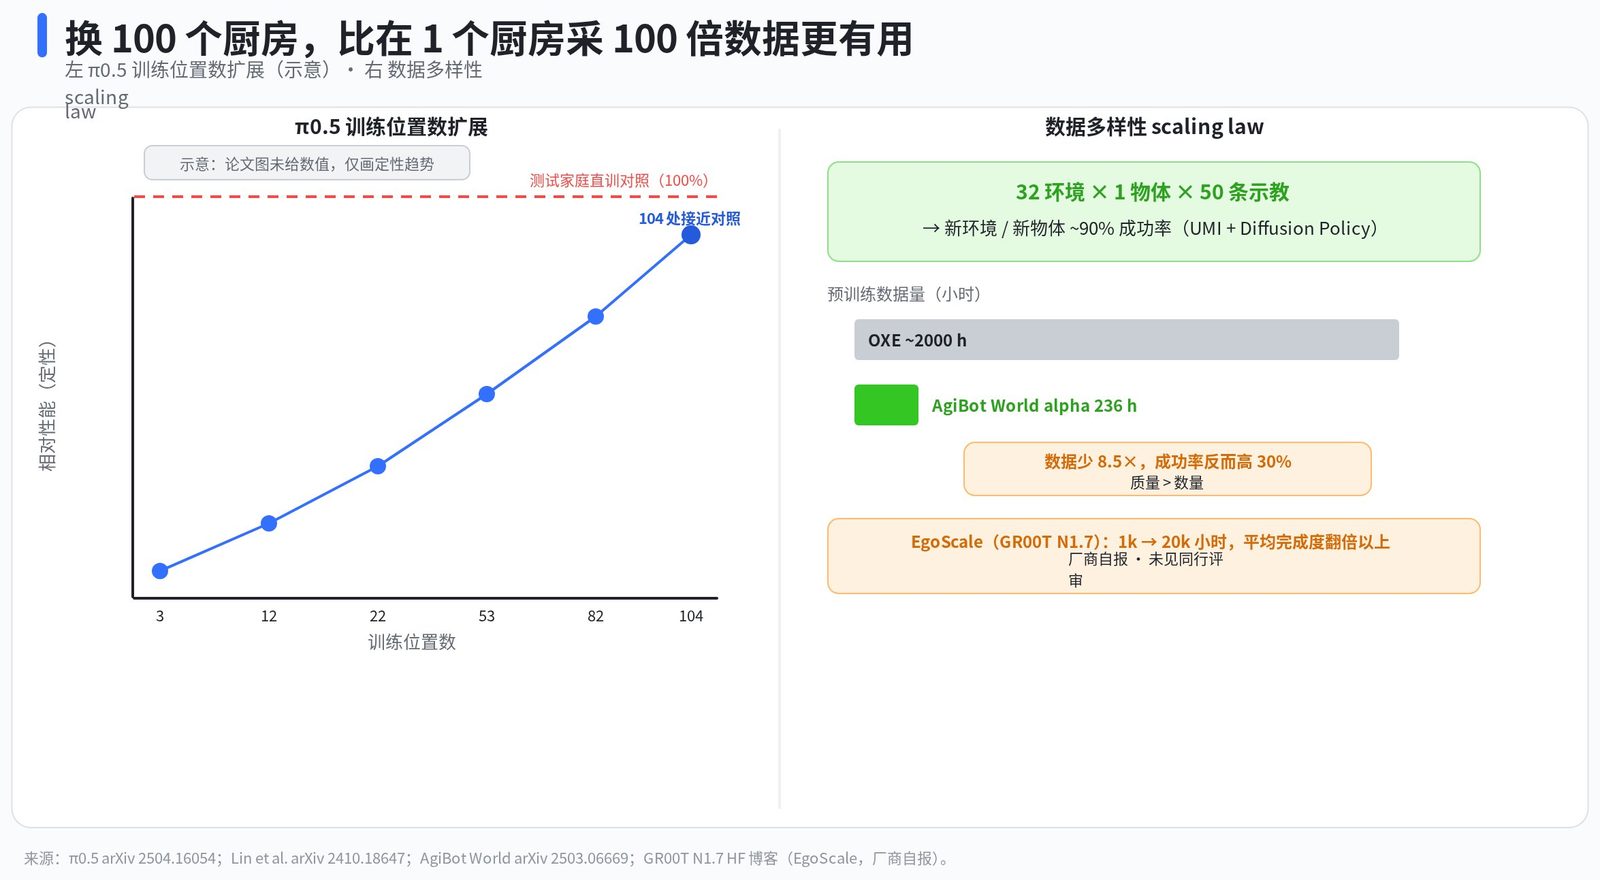 换 100 个厨房，比在 1 个厨房采 100 倍数据更有用
左 π0.5 训练位置数扩展（示意）· 右 数据多样性
scaling
law
π0.5 训练位置数扩展
示意：论文图未给数值，仅画定性趋势
测试家庭直训对照（100%）
104 处接近对照
相对性能（定性）
3 12 22 53 82 104
训练位置数
数据多样性 scaling law
32 环境 × 1 物体 × 50 条示教
→ 新环境 / 新物体 ~90% 成功率（UMI + Diffusion Policy）
预训练数据量（小时）
OXE ~2000 h
AgiBot World alpha 236 h
数据少 8.5×，成功率反而高 30%
质量 > 数量
EgoScale（GR00T N1.7）：1k → 20k 小时，平均完成度翻倍以上
厂商自报 · 未见同行评
审
来源：π0.5 arXiv 2504.16054；Lin et al. arXiv 2410.18647；AgiBot World arXiv 2503.06669；GR00T N1.7 HF 博客（EgoScale，厂商自报）。